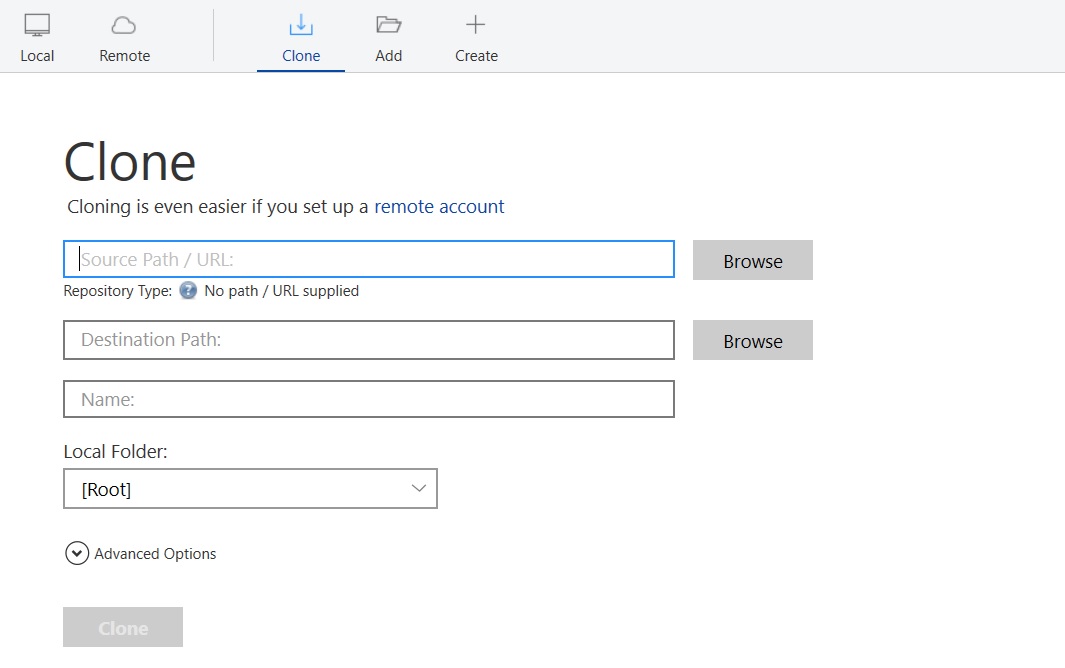 Local Remote Clone Add Create
Clone
Cloning is even easier if you set up a remote account
Source Path / URL: Browse
Repository Type: ? No path / URL supplied
Destination Path: Browse
Name:
Local Folder:
[Root]
Advanced Options
Clone